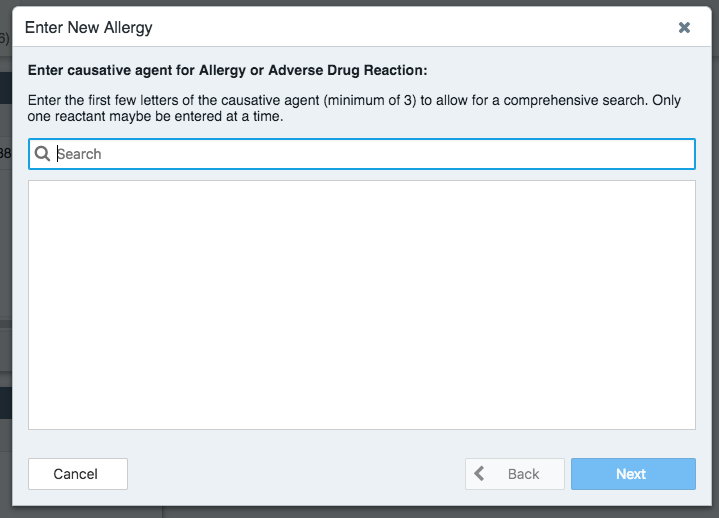 Enter New Allergy
Enter causative agent for Allergy or Adverse Drug Reaction:
Enter the first few letters of the causative agent (minimum of 3) to allow for a comprehensive search. Only
one reactant maybe be entered at a time.
Search
Cancel
Back
Next